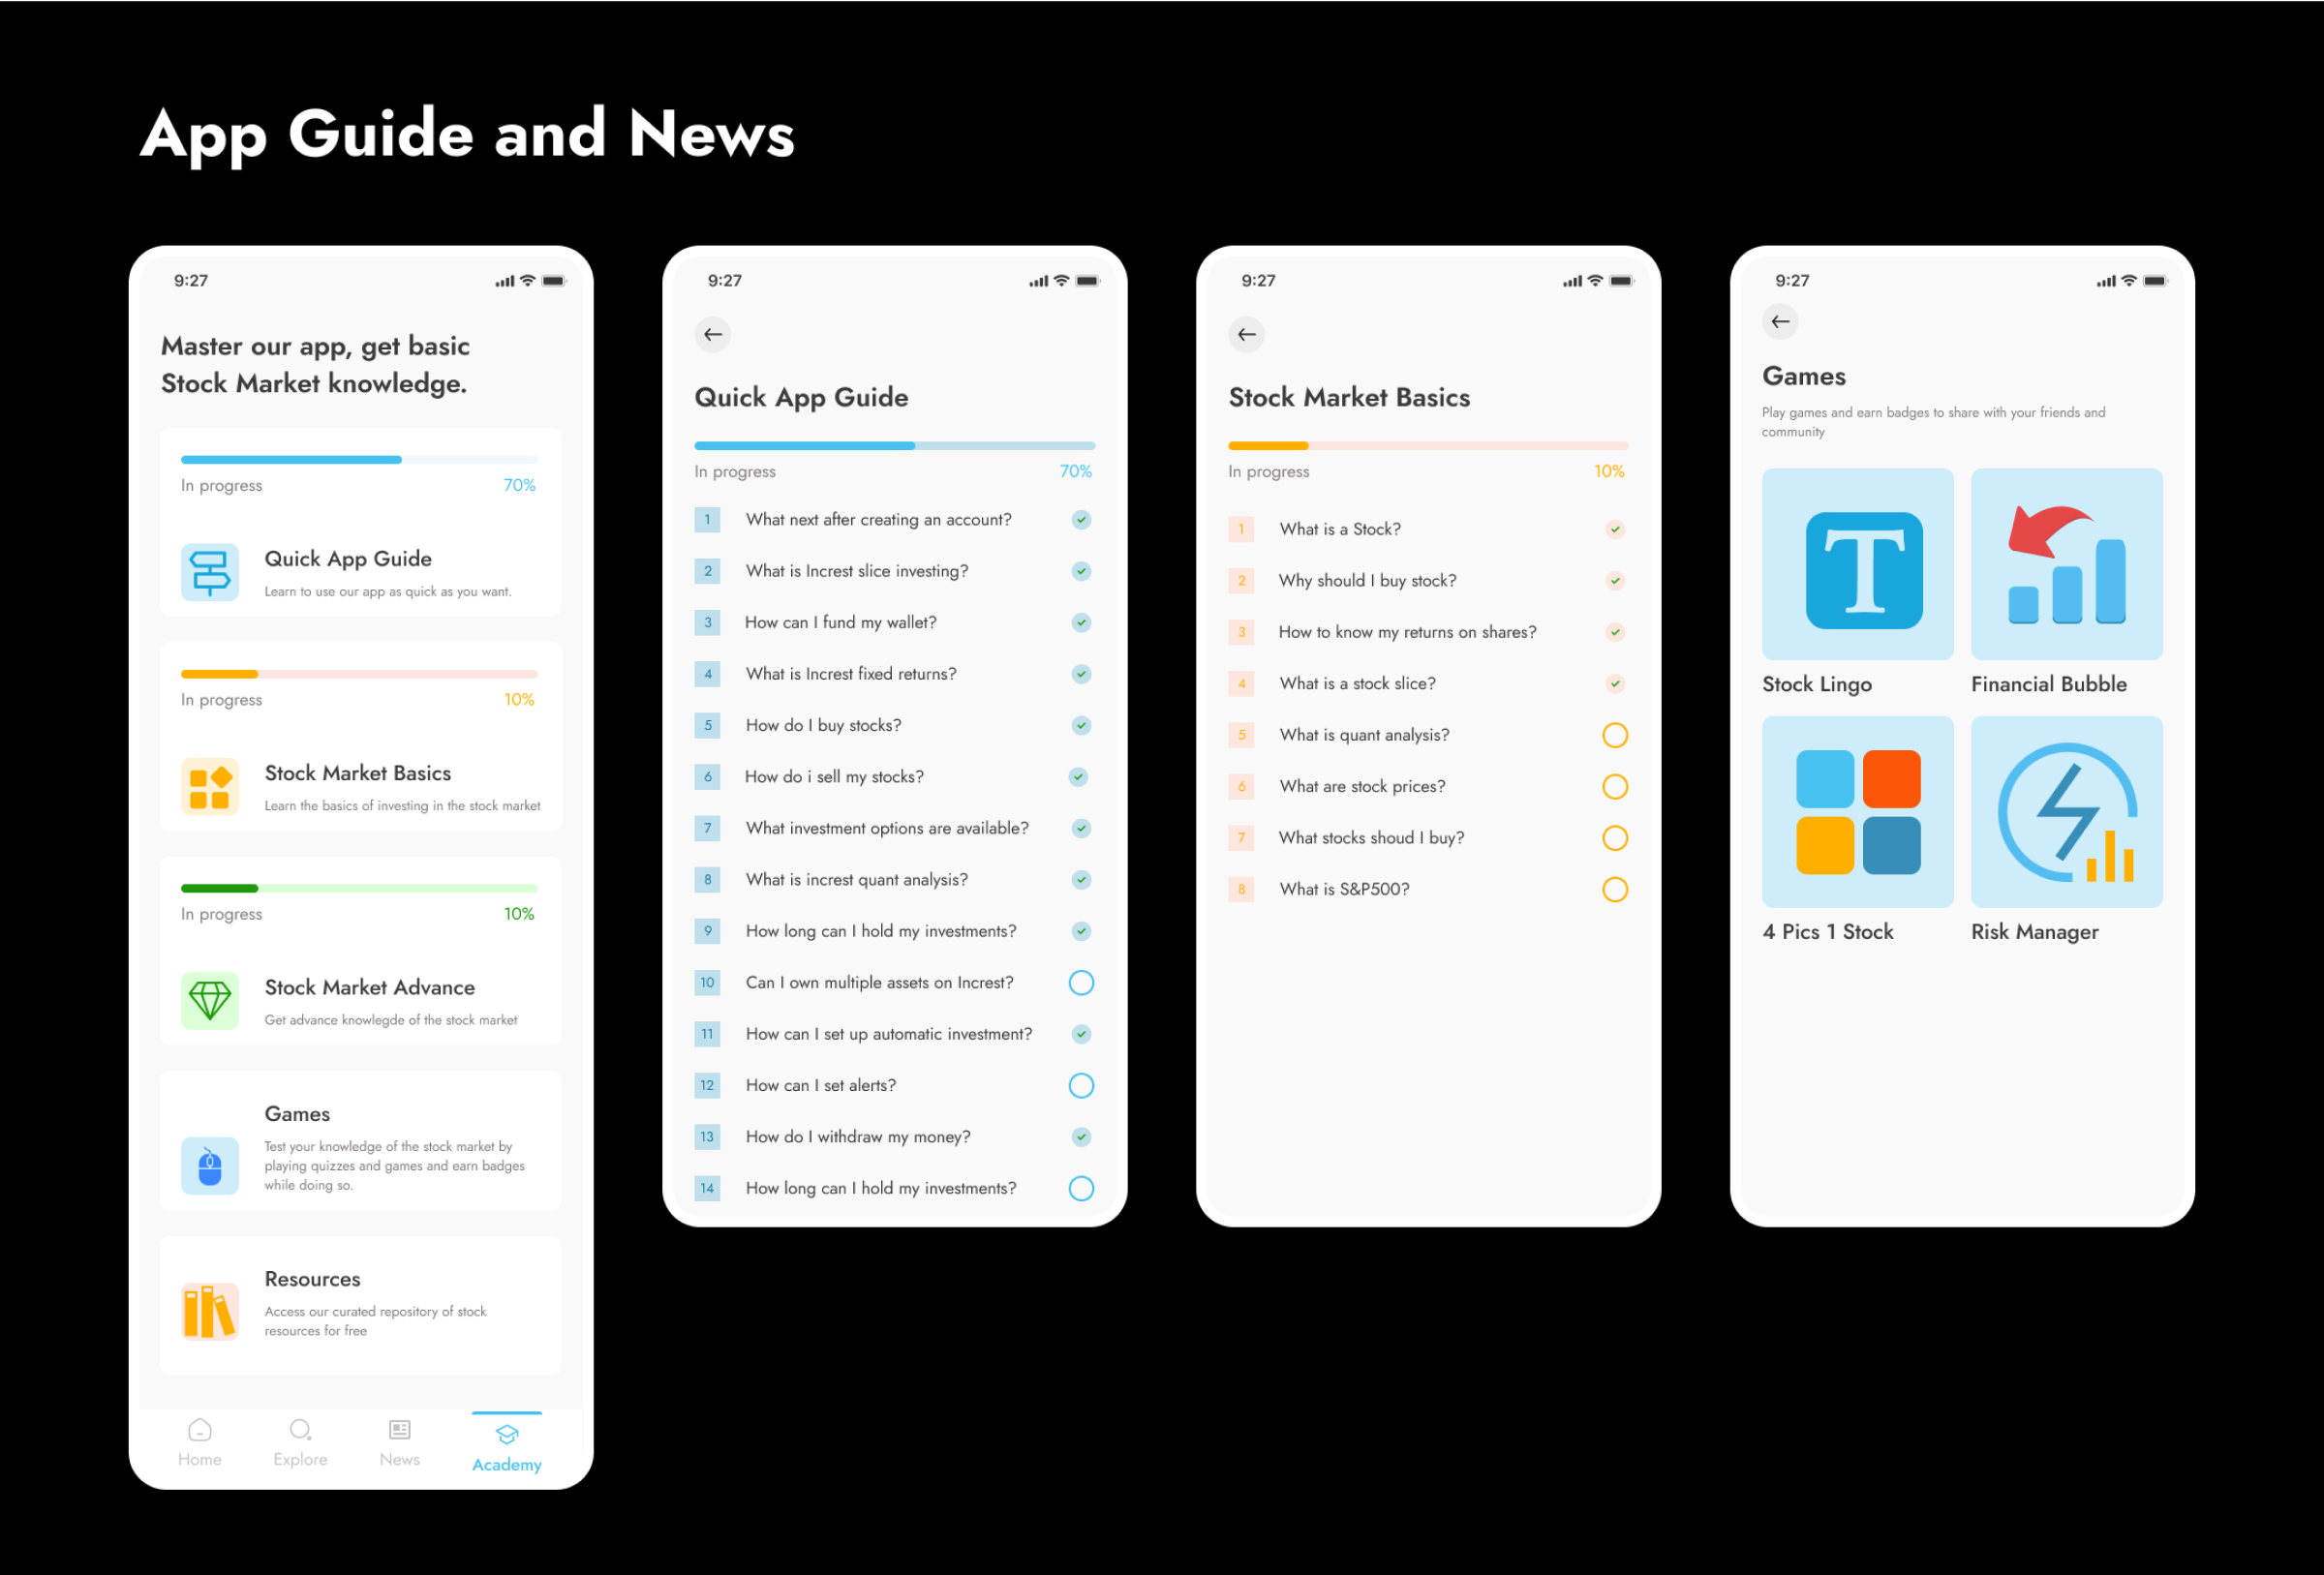 App Guide and News
9:27
Master our app, get basic
Stock Market knowledge.
In progress 70%
Quick App Guide
Learn to use our app as quick as you want.
In progress 10%
Stock Market Basics
Learn the basics of investing in the stock market
In progress 10%
Stock Market Advance
Get advance knowlegde of the stock market
Games
Test your knowledge of the stock market by
playing quizzes and games and earn badges
while doing so.
Resources
Access our curated repository of stock
resources for free
Home Explore News Academy
9:27
Quick App Guide
In progress 70%
1 What next after creating an account?
2 What is Increst slice investing?
3 How can I fund my wallet?
4 What is Increst fixed returns?
5 How do I buy stocks?
6 How do i sell my stocks?
7 What investment options are available?
8 What is increst quant analysis?
9 How long can I hold my investments?
10 Can I own multiple assets on Increst?
11 How can I set up automatic investment?
12 How can I set alerts?
13 How do I withdraw my money?
14 How long can I hold my investments?
9:27
Stock Market Basics
In progress 10%
1 What is a Stock?
2 Why should I buy stock?
3 How to know my returns on shares?
4 What is a stock slice?
5 What is quant analysis?
6 What are stock prices?
7 What stocks shoud I buy?
8 What is S&P500?
9:27
Games
Play games and earn badges to share with your friends and
community
T
Stock Lingo Financial Bubble
4 Pics 1 Stock Risk Manager